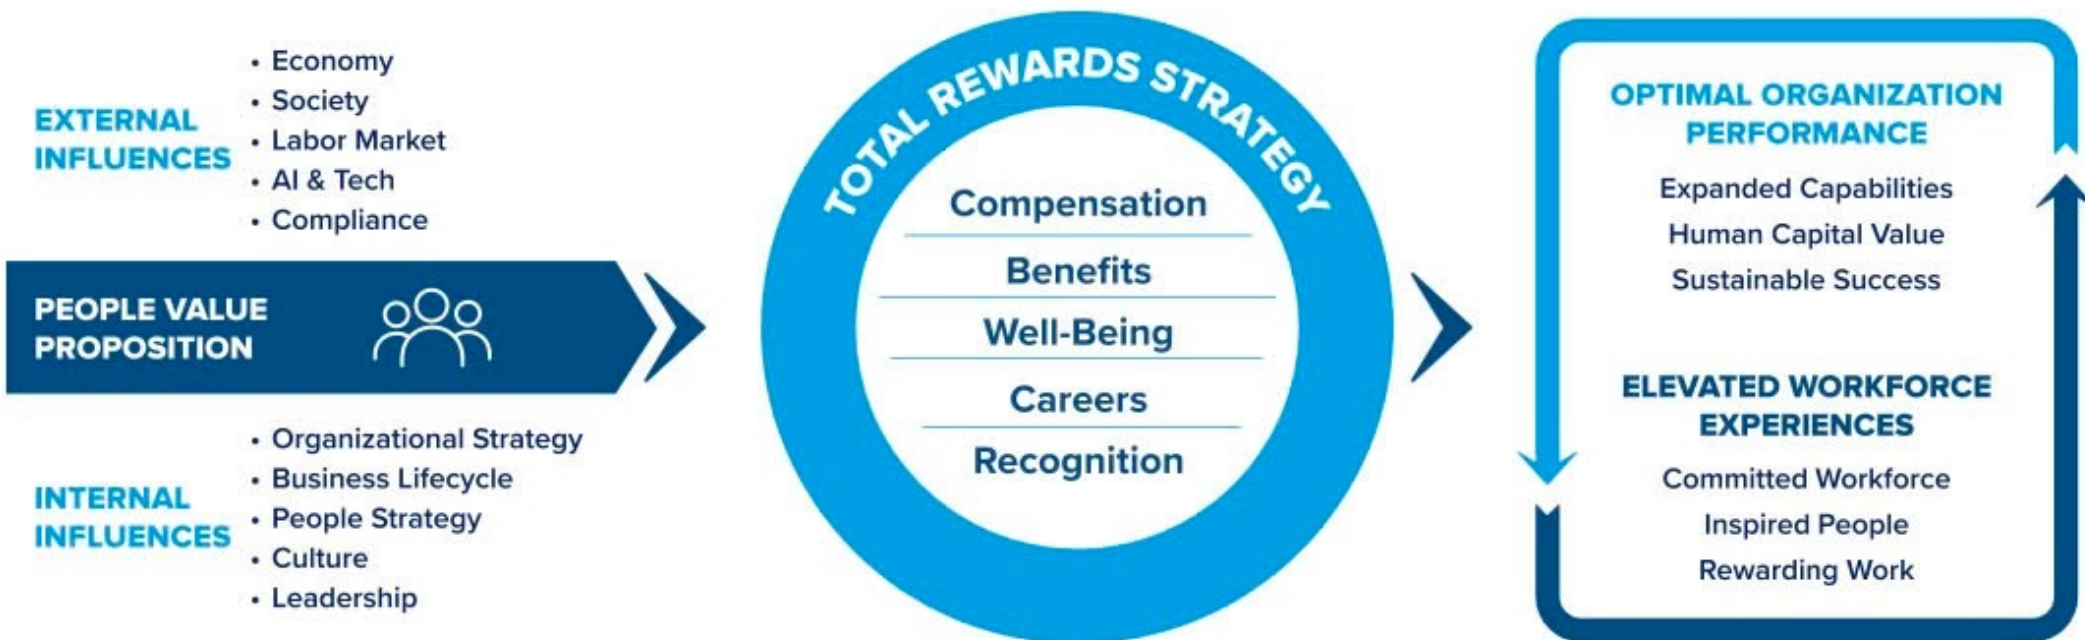 EXTERNAL
INFLUENCES
• Economy
• Society
• Labor Market
• AI & Tech
• Compliance
PEOPLE VALUE
PROPOSITION
INTERNAL
INFLUENCES
• Organizational Strategy
• Business Lifecycle
• People Strategy
• Culture
• Leadership
TOTAL REWARDS STRATEGY
Compensation
Benefits
Well-Being
Careers
Recognition
OPTIMAL ORGANIZATION
PERFORMANCE
Expanded Capabilities
Human Capital Value
Sustainable Success
ELEVATED WORKFORCE
EXPERIENCES
Committed Workforce
Inspired People
Rewarding Work